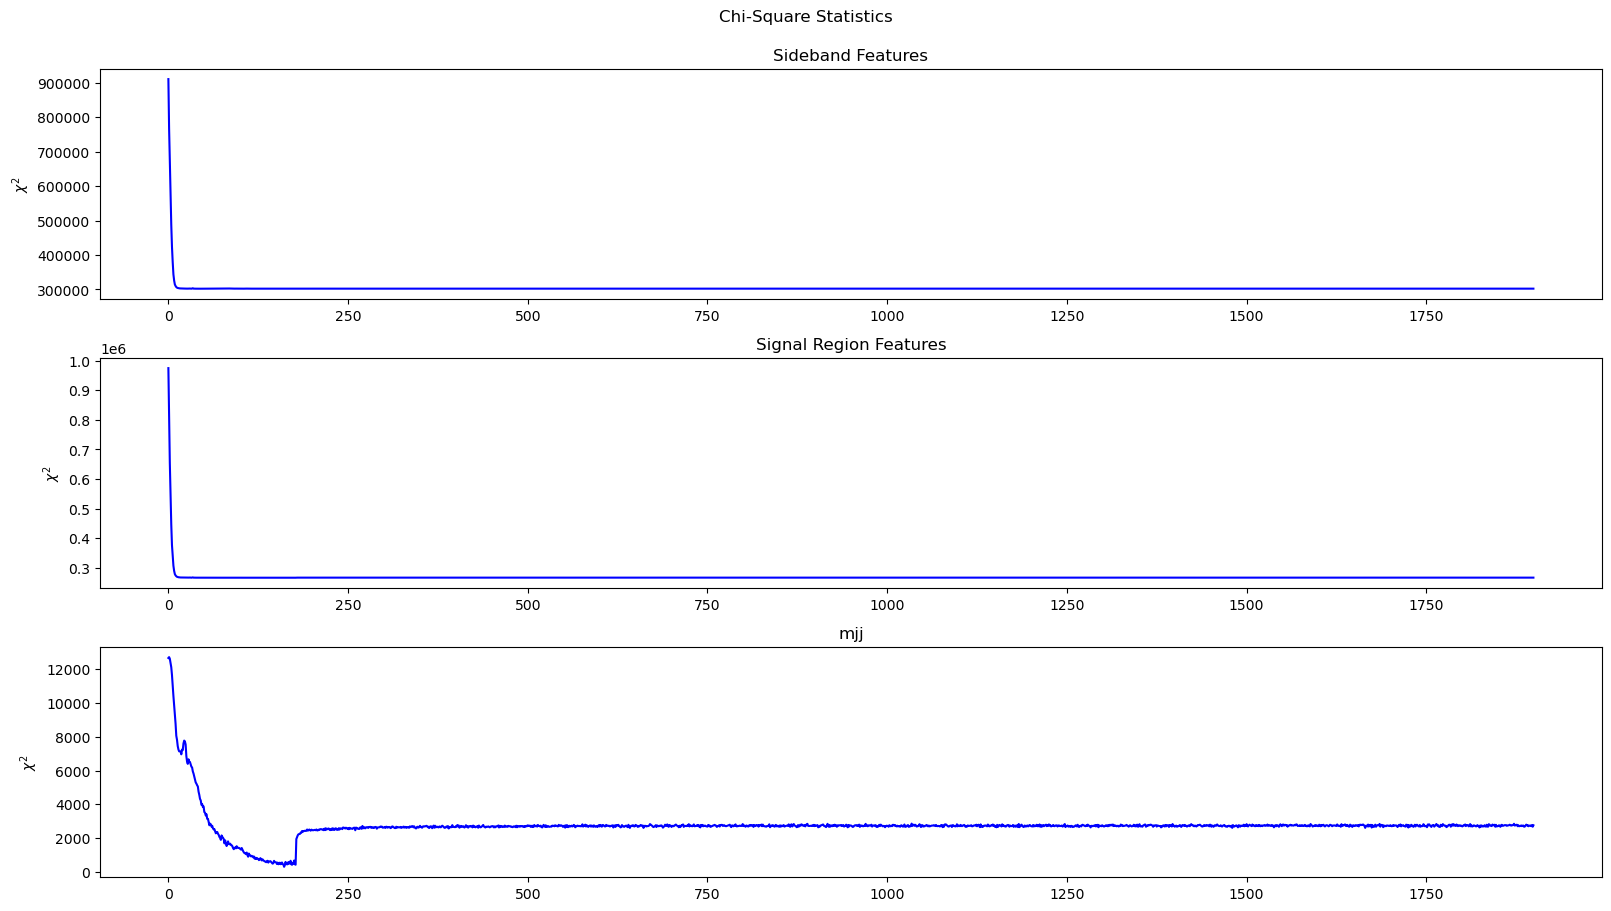 Chi-Square Statistics
Sideband Features
900000
800000
700000
600000
500000
400000
300000
χ²
0 250 500 750 1000 1250 1500 1750
Signal Region Features
1e6
1.0
0.9
0.8
0.7
0.6
0.5
0.4
0.3
χ²
0 250 500 750 1000 1250 1500 1750
mjj
12000
10000
8000
6000
4000
2000
0
χ²
0 250 500 750 1000 1250 1500 1750